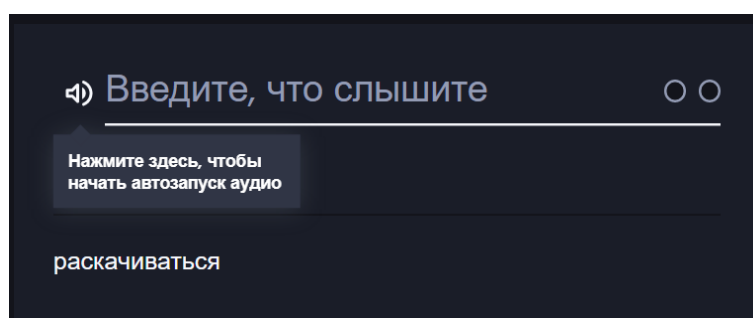 Введите, что слышите
Нажмите здесь, чтобы
начать автозапуск аудио
раскачиваться